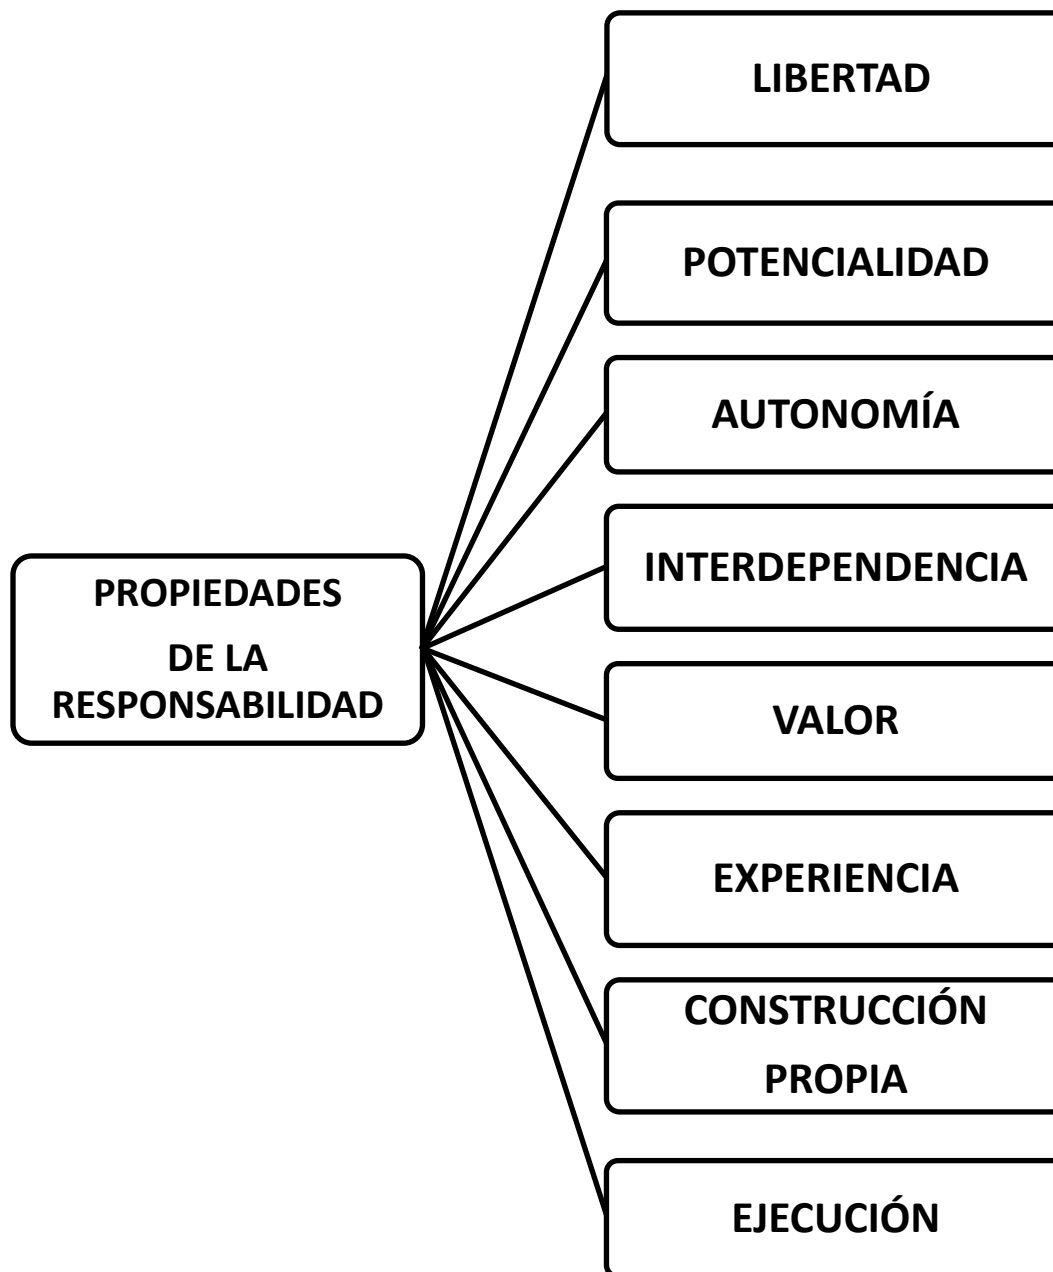 LIBERTAD
POTENCIALIDAD
AUTONOMÍA
INTERDEPENDENCIA
PROPIEDADES
DE LA
RESPONSABILIDAD
VALOR
EXPERIENCIA
CONSTRUCCIÓN
PROPIA
EJECUCIÓN